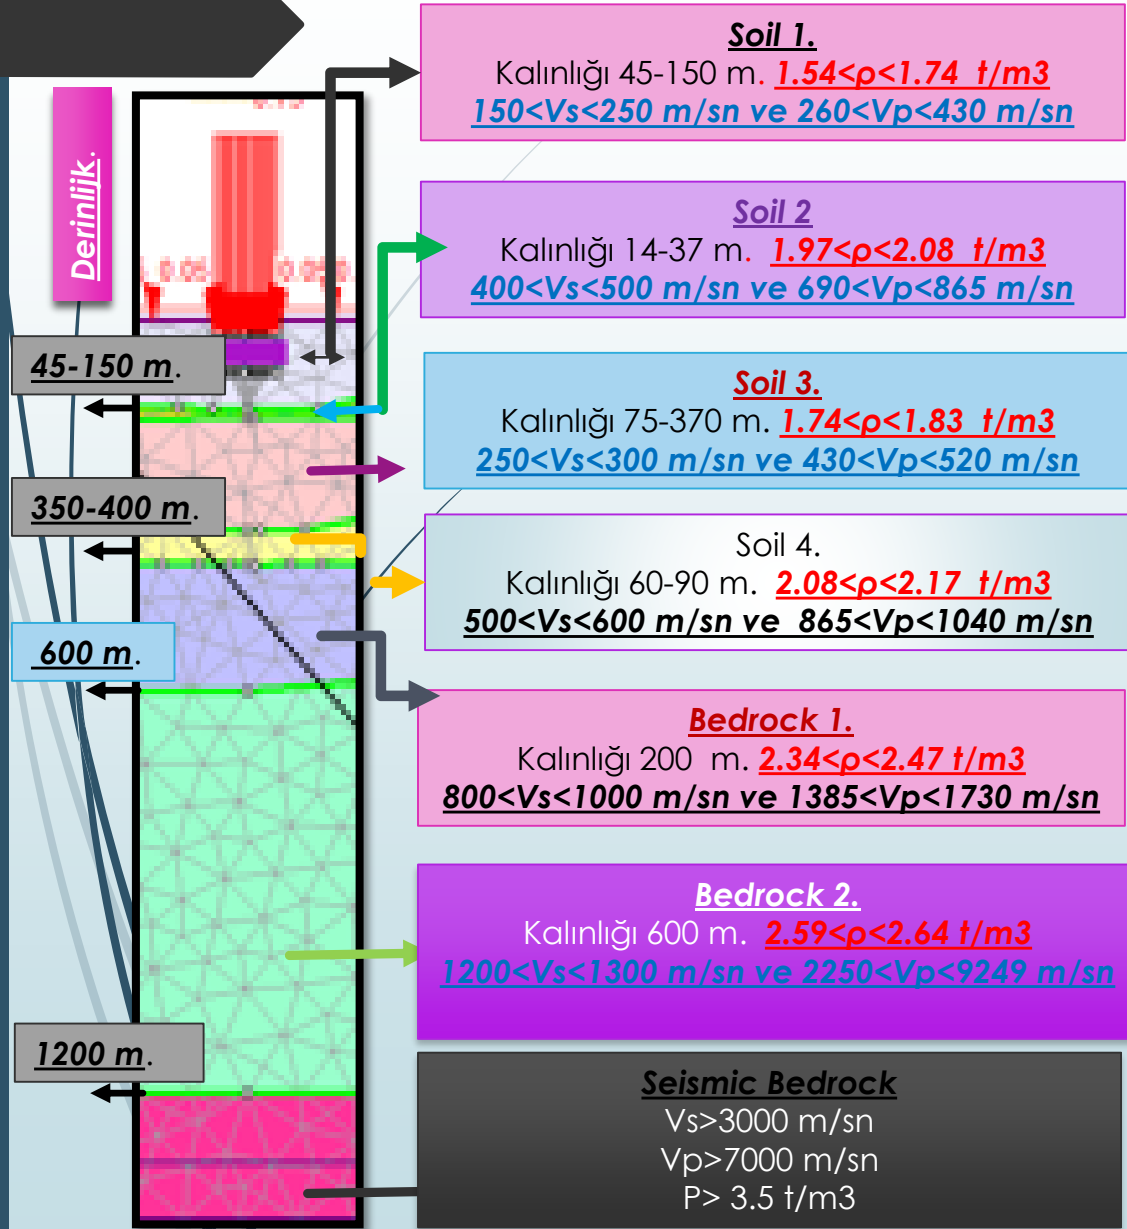 Soil 1.
Kalınlığı 45-150 m. 1.54<ρ<1.74 t/m3
150<Vs<250 m/sn ve 260<Vp<430 m/sn
Derinlijk.
Soil 2
Kalınlığı 14-37 m. 1.97<ρ<2.08 t/m3
400<Vs<500 m/sn ve 690<Vp<865 m/sn
45-150 m.
Soil 3.
Kalınlığı 75-370 m. 1.74<ρ<1.83 t/m3
250<Vs<300 m/sn ve 430<Vp<520 m/sn
350-400 m.
Soil 4.
Kalınlığı 60-90 m. 2.08<ρ<2.17 t/m3
500<Vs<600 m/sn ve 865<Vp<1040 m/sn
600 m.
Bedrock 1.
Kalınlığı 200 m. 2.34<ρ<2.47 t/m3
800<Vs<1000 m/sn ve 1385<Vp<1730 m/sn
Bedrock 2.
Kalınlığı 600 m. 2.59<ρ<2.64 t/m3
1200<Vs<1300 m/sn ve 2250<Vp<9249 m/sn
1200 m.
Seismic Bedrock
Vs>3000 m/sn
Vp>7000 m/sn
P> 3.5 t/m3